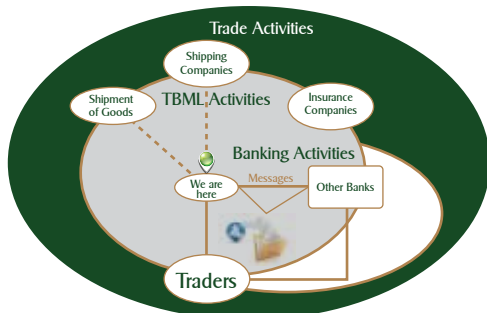 Trade Activities
Shipping
Companies
Shipment
of Goods
TBML Activities
Insurance
Companies
Banking Activities
We are
here
Messages
Other Banks
Traders